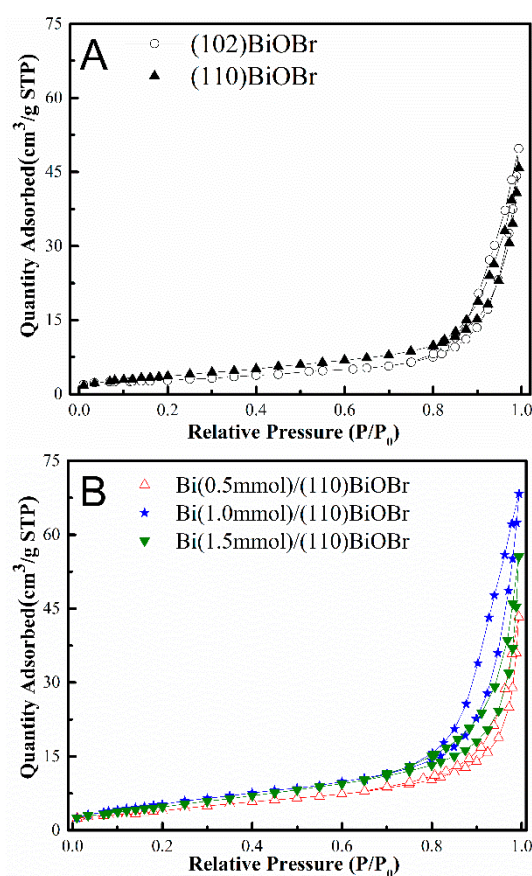 A
(102)BiOBr
(110)BiOBr
Quantity Adsorbed(cm³/g STP)
75
60
45
30
15
0
0.0 0.2 0.4 0.6 0.8 1.0
Relative Pressure (P/P₀)
B
Bi(0.5mmol)/(110)BiOBr
Bi(1.0mmol)/(110)BiOBr
Bi(1.5mmol)/(110)BiOBr
Quantity Adsorbed(cm³/g STP)
75
60
45
30
15
0
0.0 0.2 0.4 0.6 0.8 1.0
Relative Pressure (P/P₀)